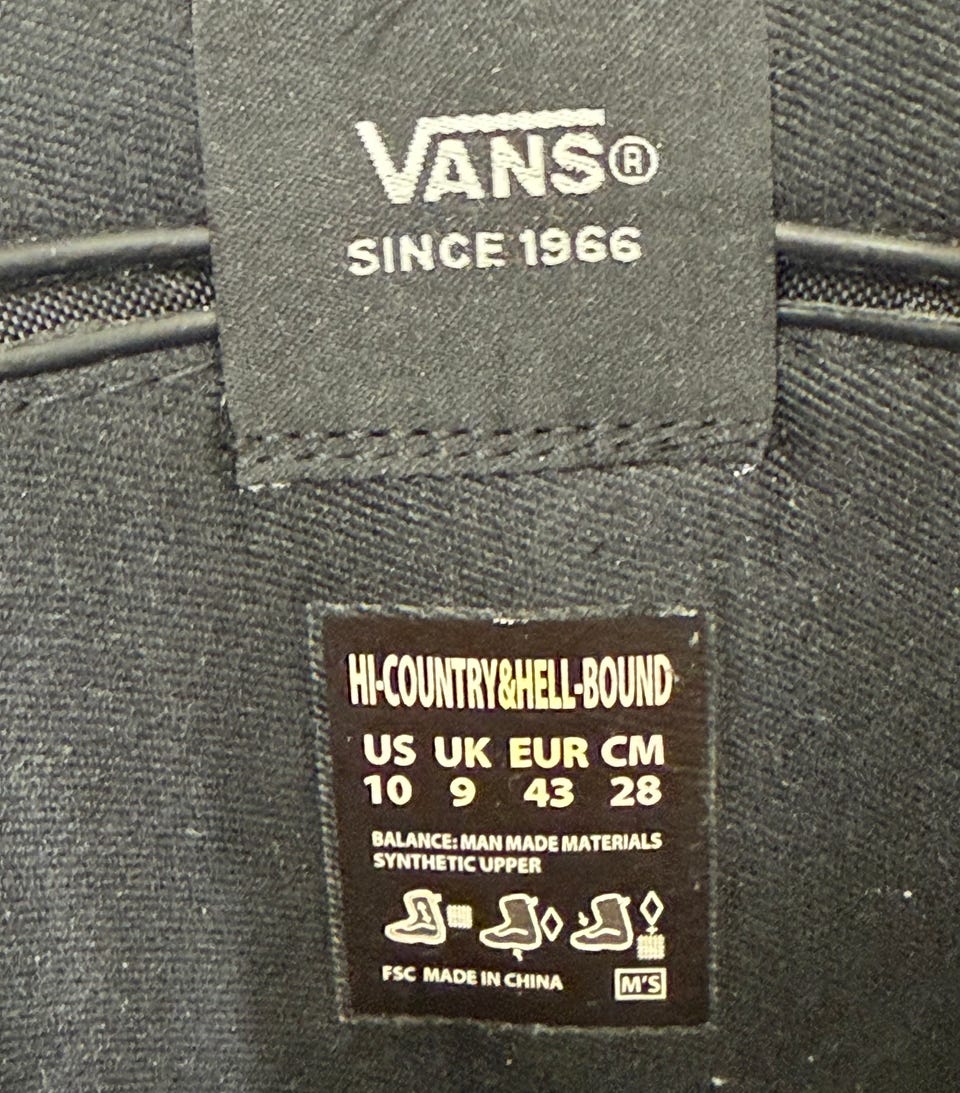 VANS®
SINCE 1966
HI-COUNTRY&HELL-BOUND
US UK EUR CM
10 9 43 28
BALANCE: MAN MADE MATERIALS
SYNTHETIC UPPER
FSC MADE IN CHINA
M'S